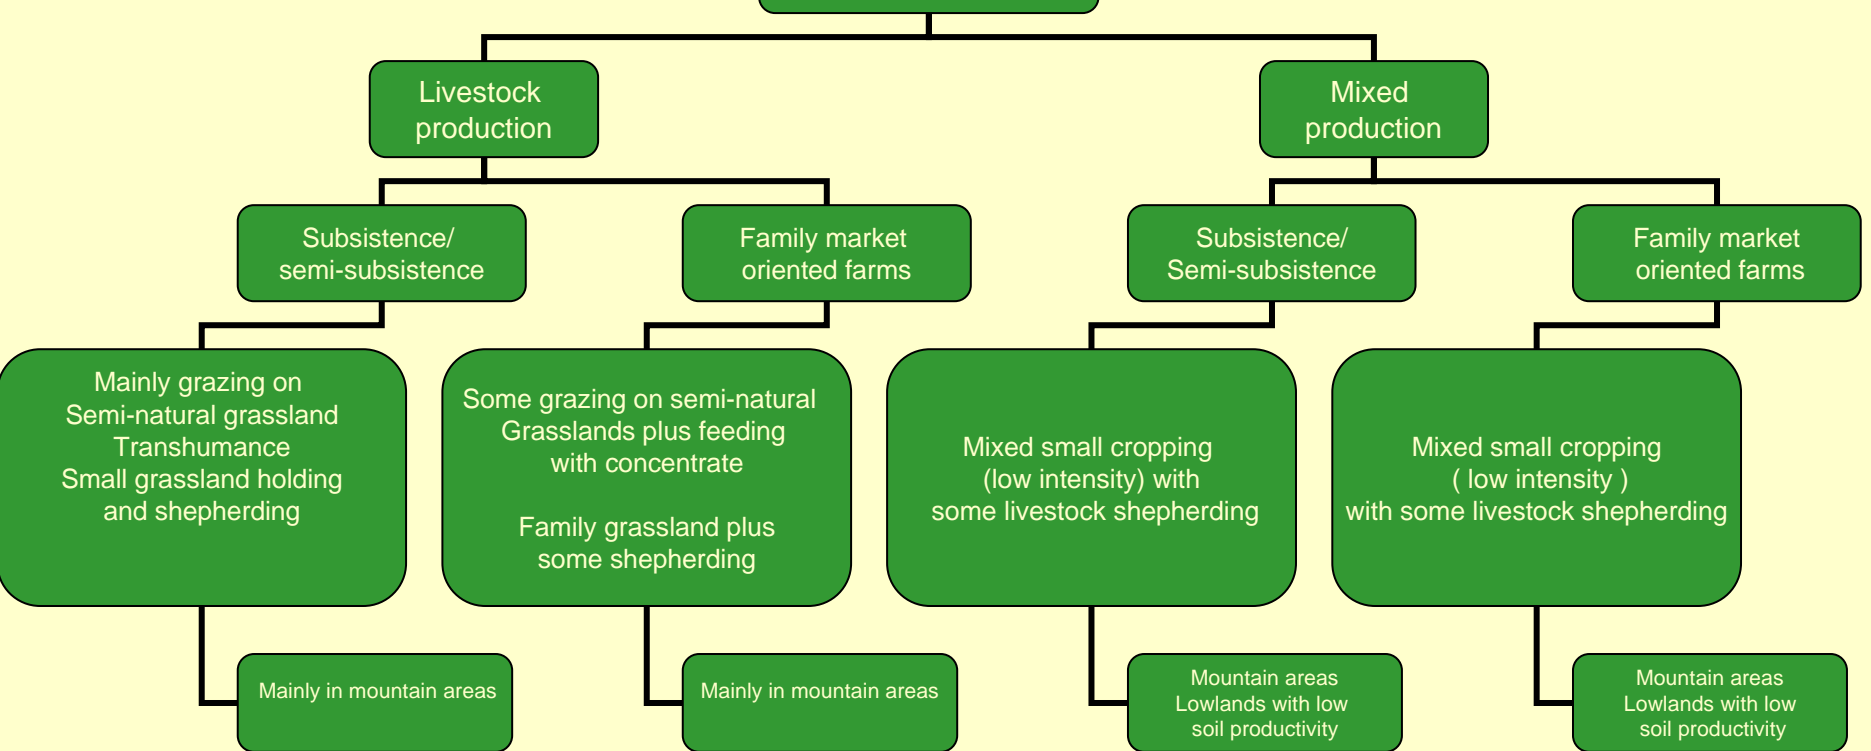 Livestock
production
Mixed
production
Subsistence/
semi-subsistence
Family market
oriented farms
Subsistence/
Semi-subsistence
Family market
oriented farms
Mainly grazing on
Semi-natural grassland
Transhumance
Small grassland holding
and shepherding
Some grazing on semi-natural
Grasslands plus feeding
with concentrate
Family grassland plus
some shepherding
Mixed small cropping
(low intensity) with
some livestock shepherding
Mixed small cropping
( low intensity )
with some livestock shepherding
Mainly in mountain areas
Mainly in mountain areas
Mountain areas
Lowlands with low
soil productivity
Mountain areas
Lowlands with low
soil productivity